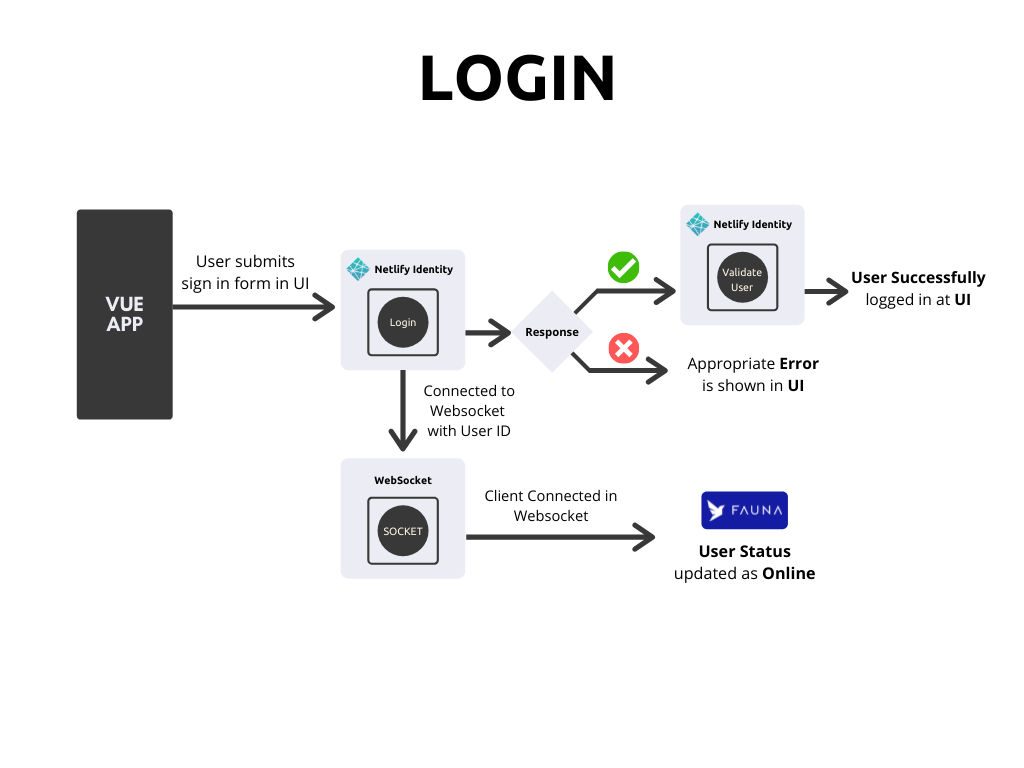 LOGIN
VUE
APP
User submits
sign in form in UI
Netlify Identity
Login
Response
Netlify Identity
Validate
User
User Successfully
logged in at UI
Appropriate Error
is shown in UI
Connected to
Websocket
with User ID
WebSocket
SOCKET
Client Connected in
Websocket
FAUNA
User Status
updated as Online